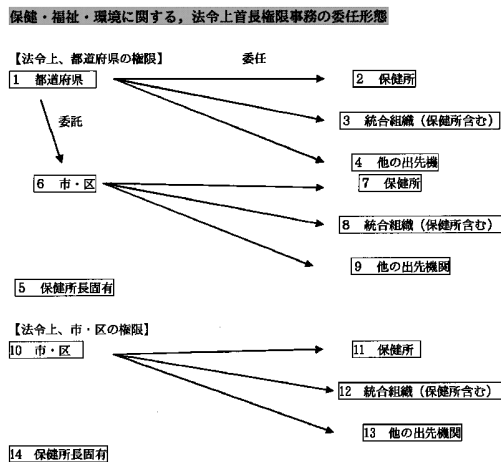 保健・福祉・環境に関する，法令上首長権限事務の委任形態
【法令上、都道府県の権限】 委任
1 都道府県
2 保健所
3 統合組織（保健所含む）
委託
4 他の出先機
6 市・区
7 保健所
8 統合組織（保健所含む）
9 他の出先機関
5 保健所長固有
【法令上、市・区の権限】
10 市・区
11 保健所
12 統合組織（保健所含む）
13 他の出先機関
14 保健所長固有